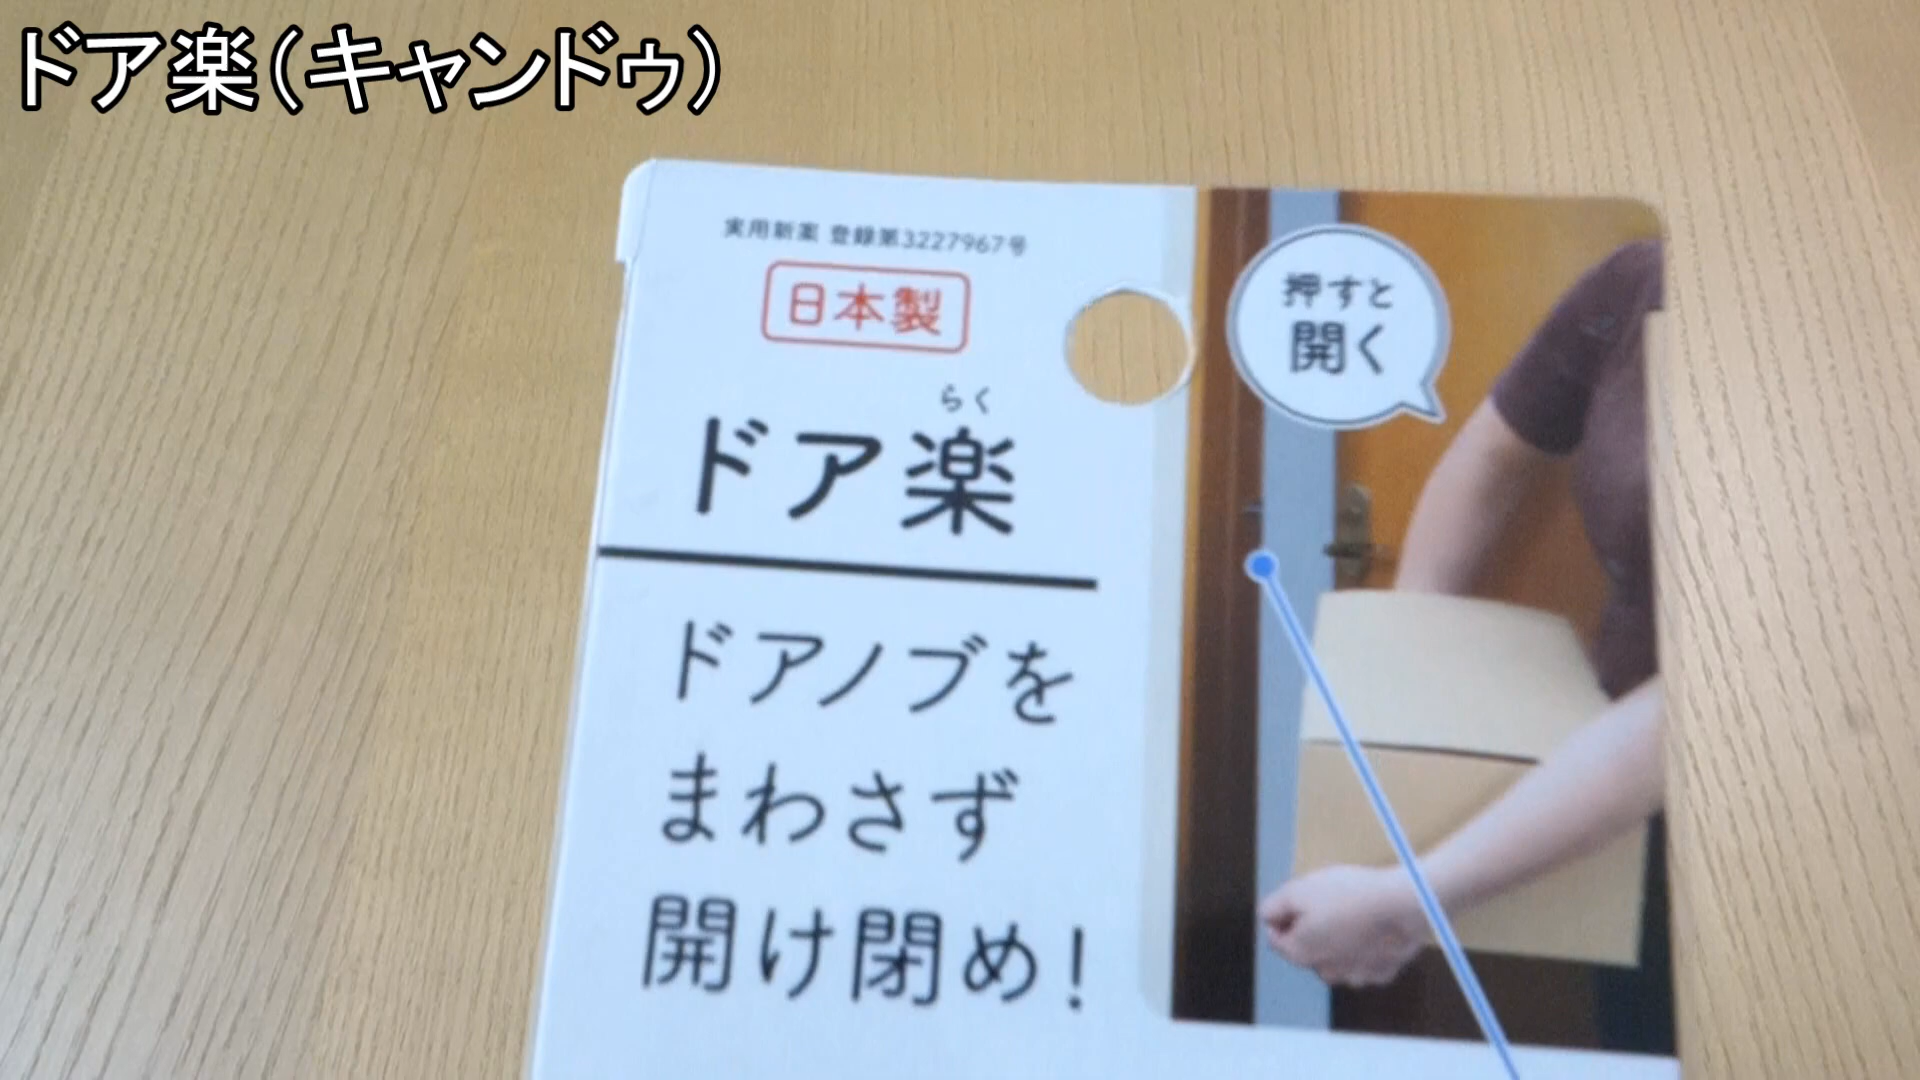 ドア楽(キャンドゥ)
実用新案 登録第3227967号
日本製
らく
ドア楽
ドアノブを
まわさず
開け閉め!
押すと
開く